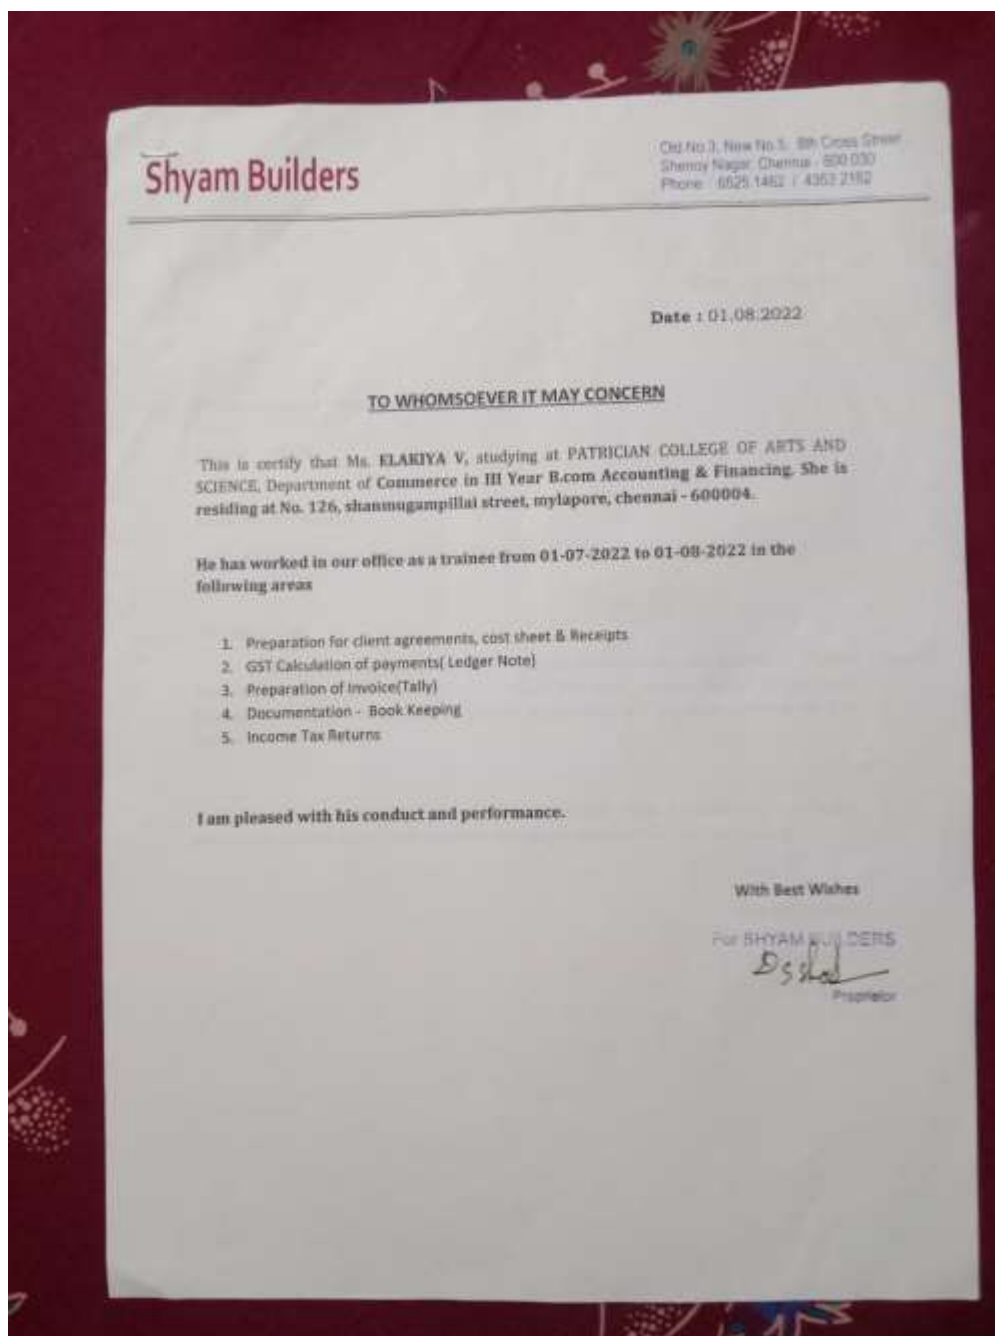 Shyam Builders
Old No.3, New No.5, 8th Cross Street
Shenoy Nagar, Chennai - 600 030
Phone : 6525 1462 / 4353 2162
Date : 01.08.2022
TO WHOMSOEVER IT MAY CONCERN
This is certify that Ms. ELAKIYA V, studying at PATRICIAN COLLEGE OF ARTS AND
SCIENCE, Department of Commerce in III Year B.com Accounting & Financing. She is
residing at No. 126, shanmugampillai street, mylapore, chennai - 600004.
He has worked in our office as a trainee from 01-07-2022 to 01-08-2022 in the
following areas
1. Preparation for client agreements, cost sheet & Receipts
2. GST Calculation of payments( Ledger Note)
3. Preparation of Invoice(Tally)
4. Documentation - Book Keeping
5. Income Tax Returns
I am pleased with his conduct and performance.
With Best Wishes
For SHYAM BUILDERS
Proprietor